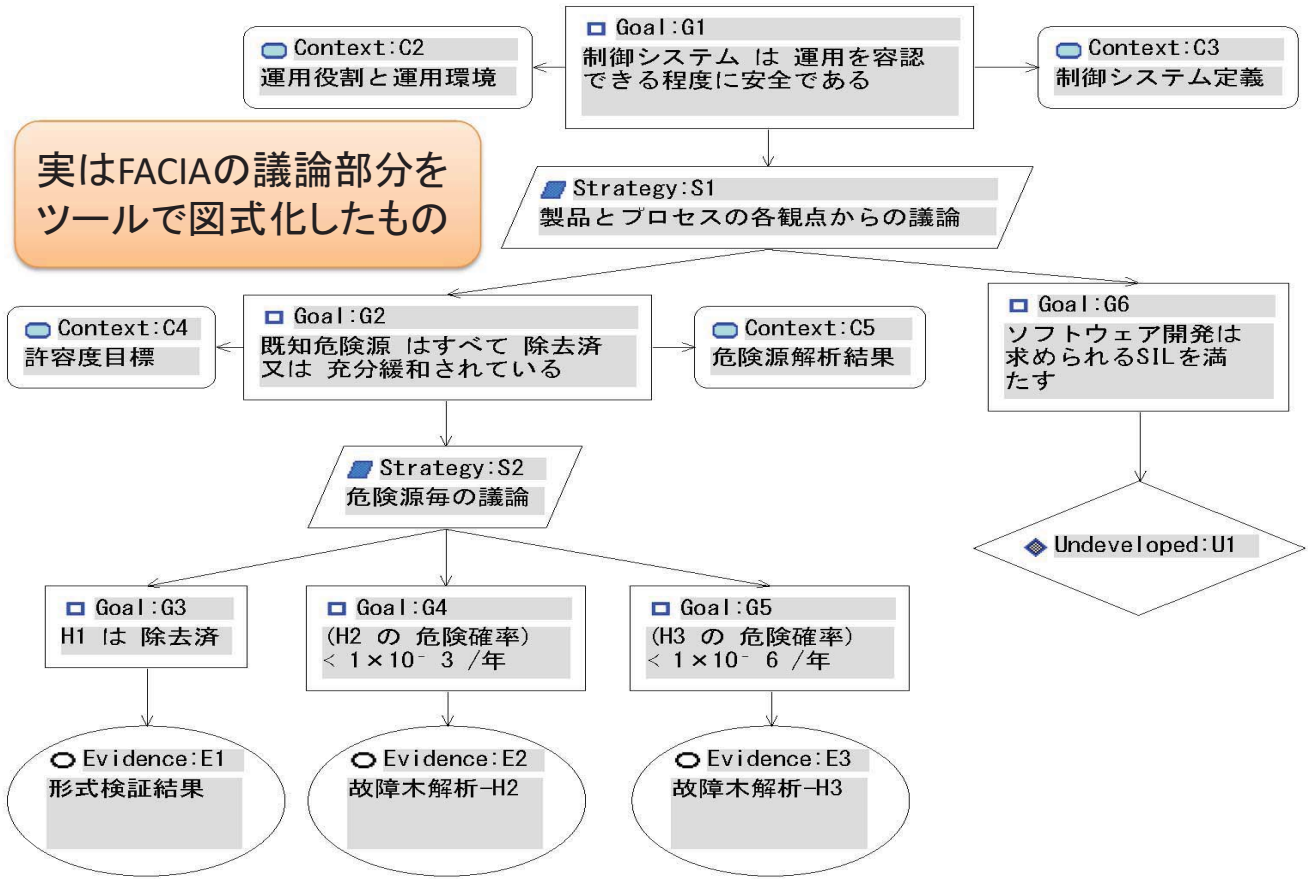 Goal:G1
制御システム は 運用を容認
できる程度に安全である
Context:C2
運用役割と運用環境
Context:C3
制御システム定義
実はFACIAの議論部分を
ツールで図式化したもの
Strategy:S1
製品とプロセスの各観点からの議論
Context:C4
許容度目標
Goal:G2
既知危険源 はすべて 除去済
又は 充分緩和されている
Context:C5
危険源解析結果
Goal:G6
ソフトウェア開発は
求められるSILを満
たす
Strategy:S2
危険源毎の議論
Undeveloped:U1
Goal:G3
H1 は 除去済
Goal:G4
(H2 の 危険確率)
< 1×10⁻ 3 /年
Goal:G5
(H3 の 危険確率)
< 1×10⁻ 6 /年
Evidence:E1
形式検証結果
Evidence:E2
故障木解析-H2
Evidence:E3
故障木解析-H3